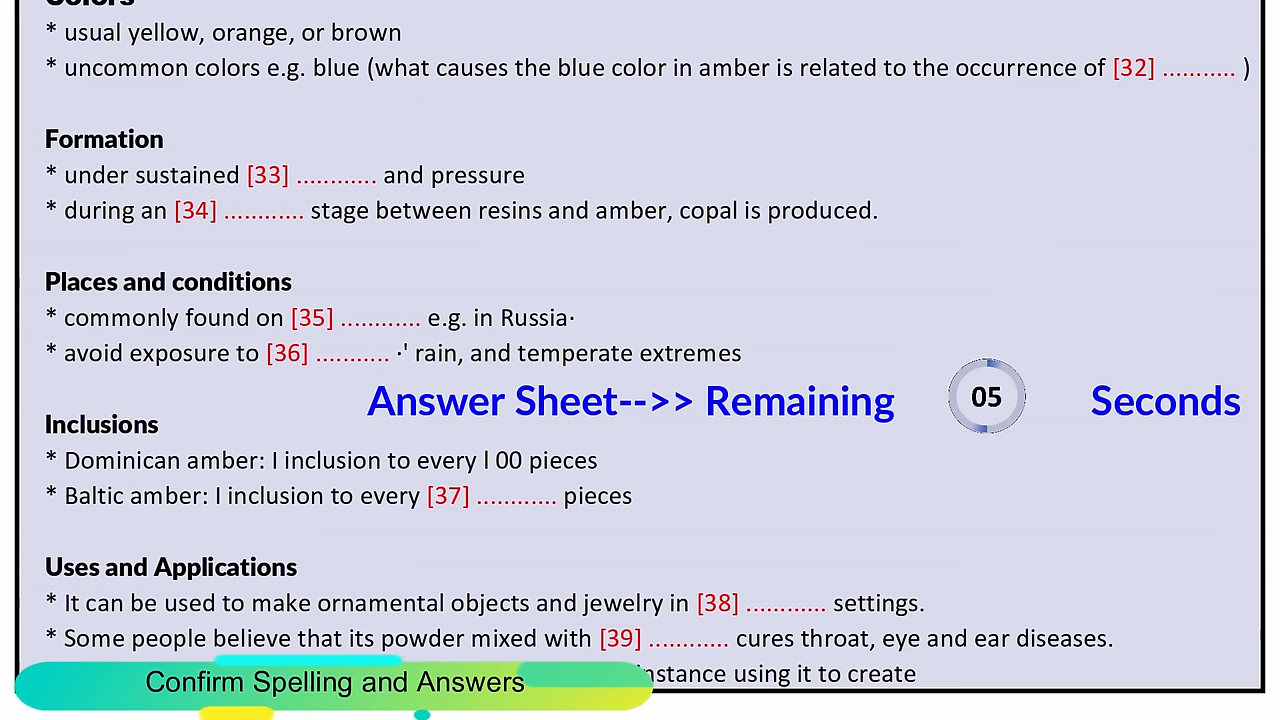 Colors
* usual yellow, orange, or brown
* uncommon colors e.g. blue (what causes the blue color in amber is related to the occurrence of [32] ........... )
Formation
* under sustained [33] ............ and pressure
* during an [34] ............ stage between resins and amber, copal is produced.
Places and conditions
* commonly found on [35] ............ e.g. in Russia·
* avoid exposure to [36] ........... ·' rain, and temperate extremes
Answer Sheet-->> Remaining 05 Seconds
Inclusions
* Dominican amber: I inclusion to every l 00 pieces
* Baltic amber: I inclusion to every [37] ............ pieces
Uses and Applications
* It can be used to make ornamental objects and jewelry in [38] ............ settings.
* Some people believe that its powder mixed with [39] ............ cures throat, eye and ear diseases.
instance using it to create
Confirm Spelling and Answers